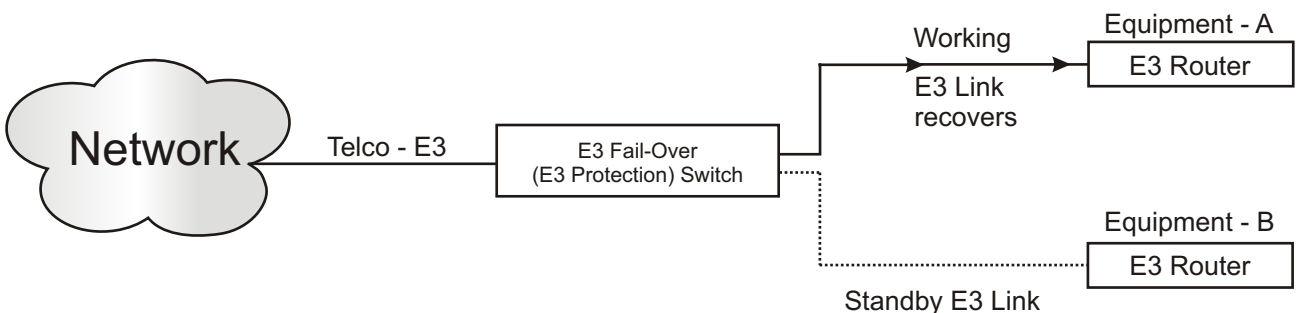 Equipment - A
Working
E3 Router
E3 Link
recovers
Network
Telco - E3
E3 Fail-Over
(E3 Protection) Switch
Equipment - B
E3 Router
Standby E3 Link